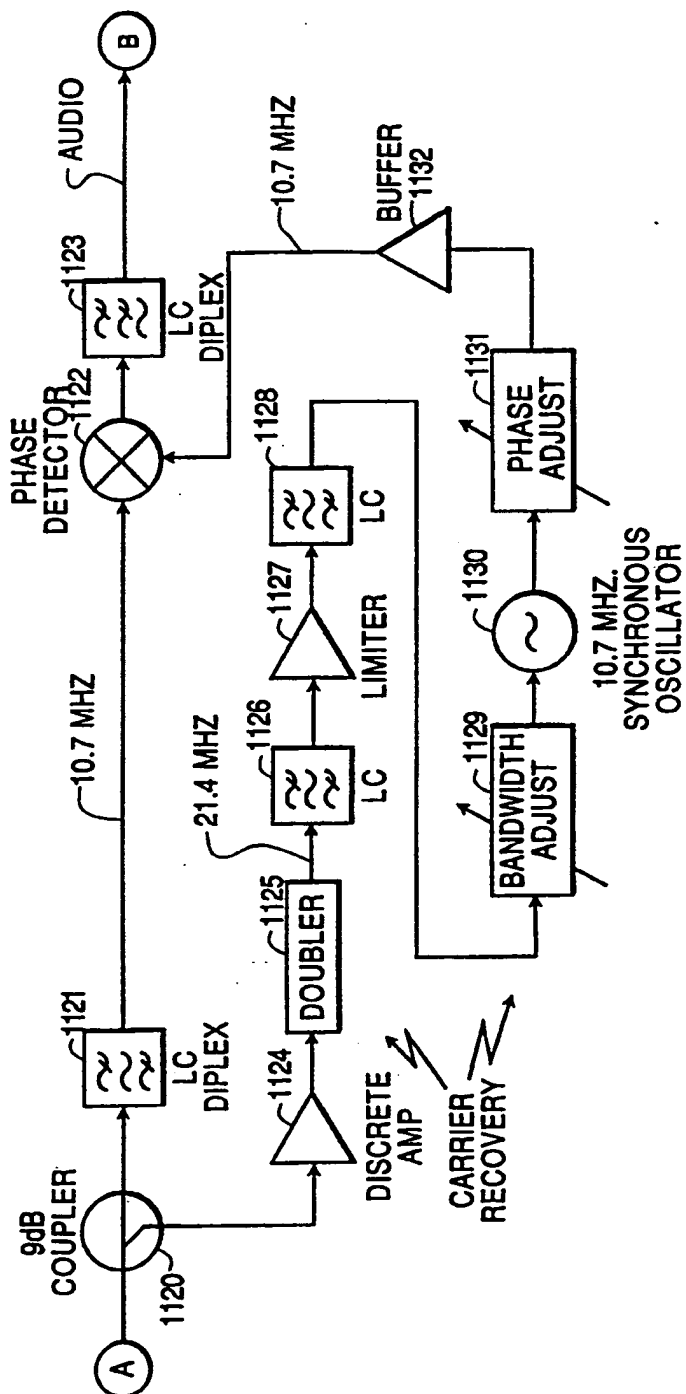 A
9dB
COUPLER
1120
1121
LC
DIPLEX
10.7 MHZ
PHASE
DETECTOR
1122
1123
LC
DIPLEX
AUDIO
B
DISCRETE
AMP
1124
DOUBLER
1125
21.4 MHZ
1126
LC
1127
LIMITER
1128
LC
10.7 MHZ
BUFFER
1132
CARRIER
RECOVERY
BANDWIDTH
ADJUST
1129
1130
10.7 MHZ.
SYNCHRONOUS
OSCILLATOR
PHASE
ADJUST
1131